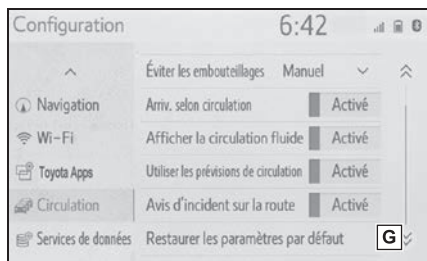 Configuration 6:42
Éviter les embouteillages Manuel
Navigation Arriv. selon circulation Activé
Wi-Fi Afficher la circulation fluide Activé
Toyota Apps Utiliser les prévisions de circulation Activé
Circulation Avis d'incident sur la route Activé
Services de données Restaurer les paramètres par défaut G